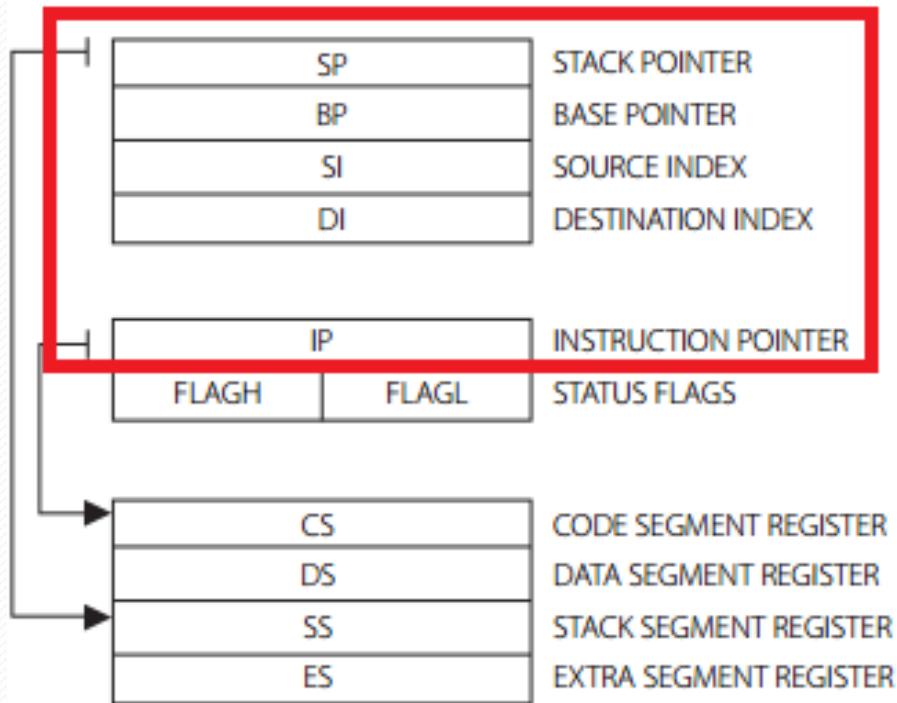 SP STACK POINTER
BP BASE POINTER
SI SOURCE INDEX
DI DESTINATION INDEX
IP INSTRUCTION POINTER
FLAGH FLAGL STATUS FLAGS
CS CODE SEGMENT REGISTER
DS DATA SEGMENT REGISTER
SS STACK SEGMENT REGISTER
ES EXTRA SEGMENT REGISTER